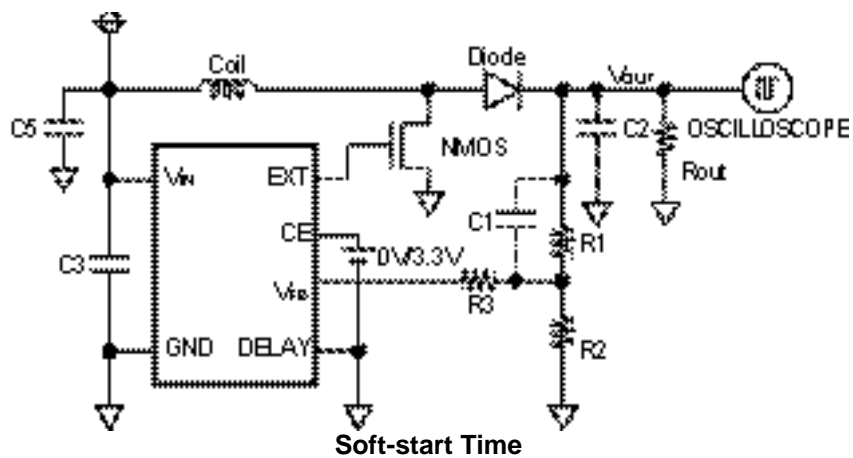 Coil
Diode
Vout
C5
NMOS
C2
OSCILLOSCOPE
Rout
VIN
EXT
CE
C1
R1
C3
0V/3.3V
VFB
R3
GND
DELAY
R2
Soft-start Time